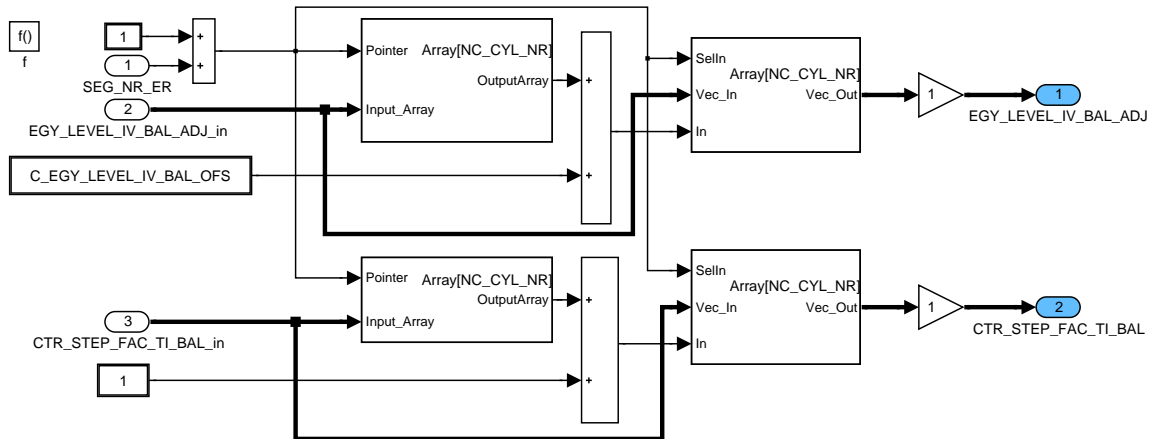 f()
f
1
+
+
1
SEG_NR_ER
2
EGY_LEVEL_IV_BAL_ADJ_in
C_EGY_LEVEL_IV_BAL_OFS
Pointer
Array[NC_CYL_NR]
OutputArray
Input_Array
+
+
SelIn
Array[NC_CYL_NR]
Vec_In
Vec_Out
In
1
1
EGY_LEVEL_IV_BAL_ADJ
3
CTR_STEP_FAC_TI_BAL_in
1
Pointer
Array[NC_CYL_NR]
OutputArray
Input_Array
+
+
SelIn
Array[NC_CYL_NR]
Vec_In
Vec_Out
In
1
2
CTR_STEP_FAC_TI_BAL